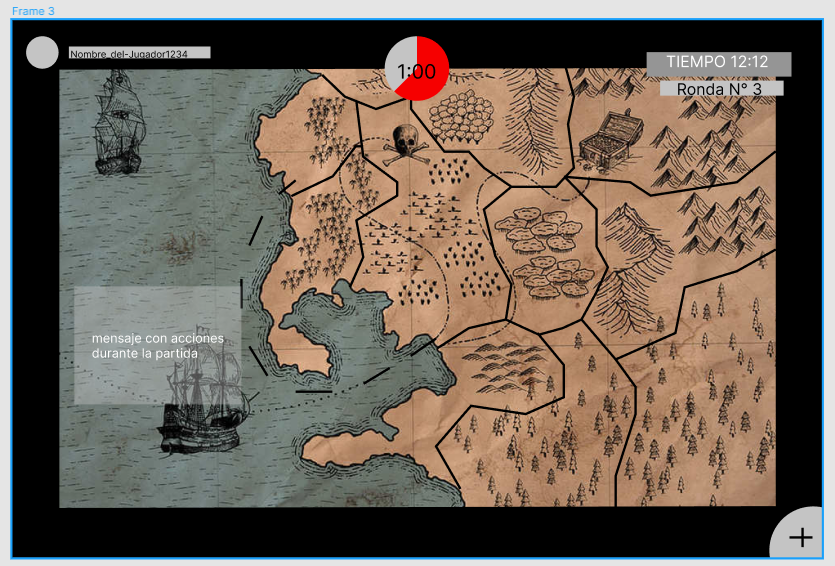 Frame 3
Nombre_del-Jugador1234
1:00
TIEMPO 12:12
Ronda N° 3
mensaje con acciones
durante la partida
+